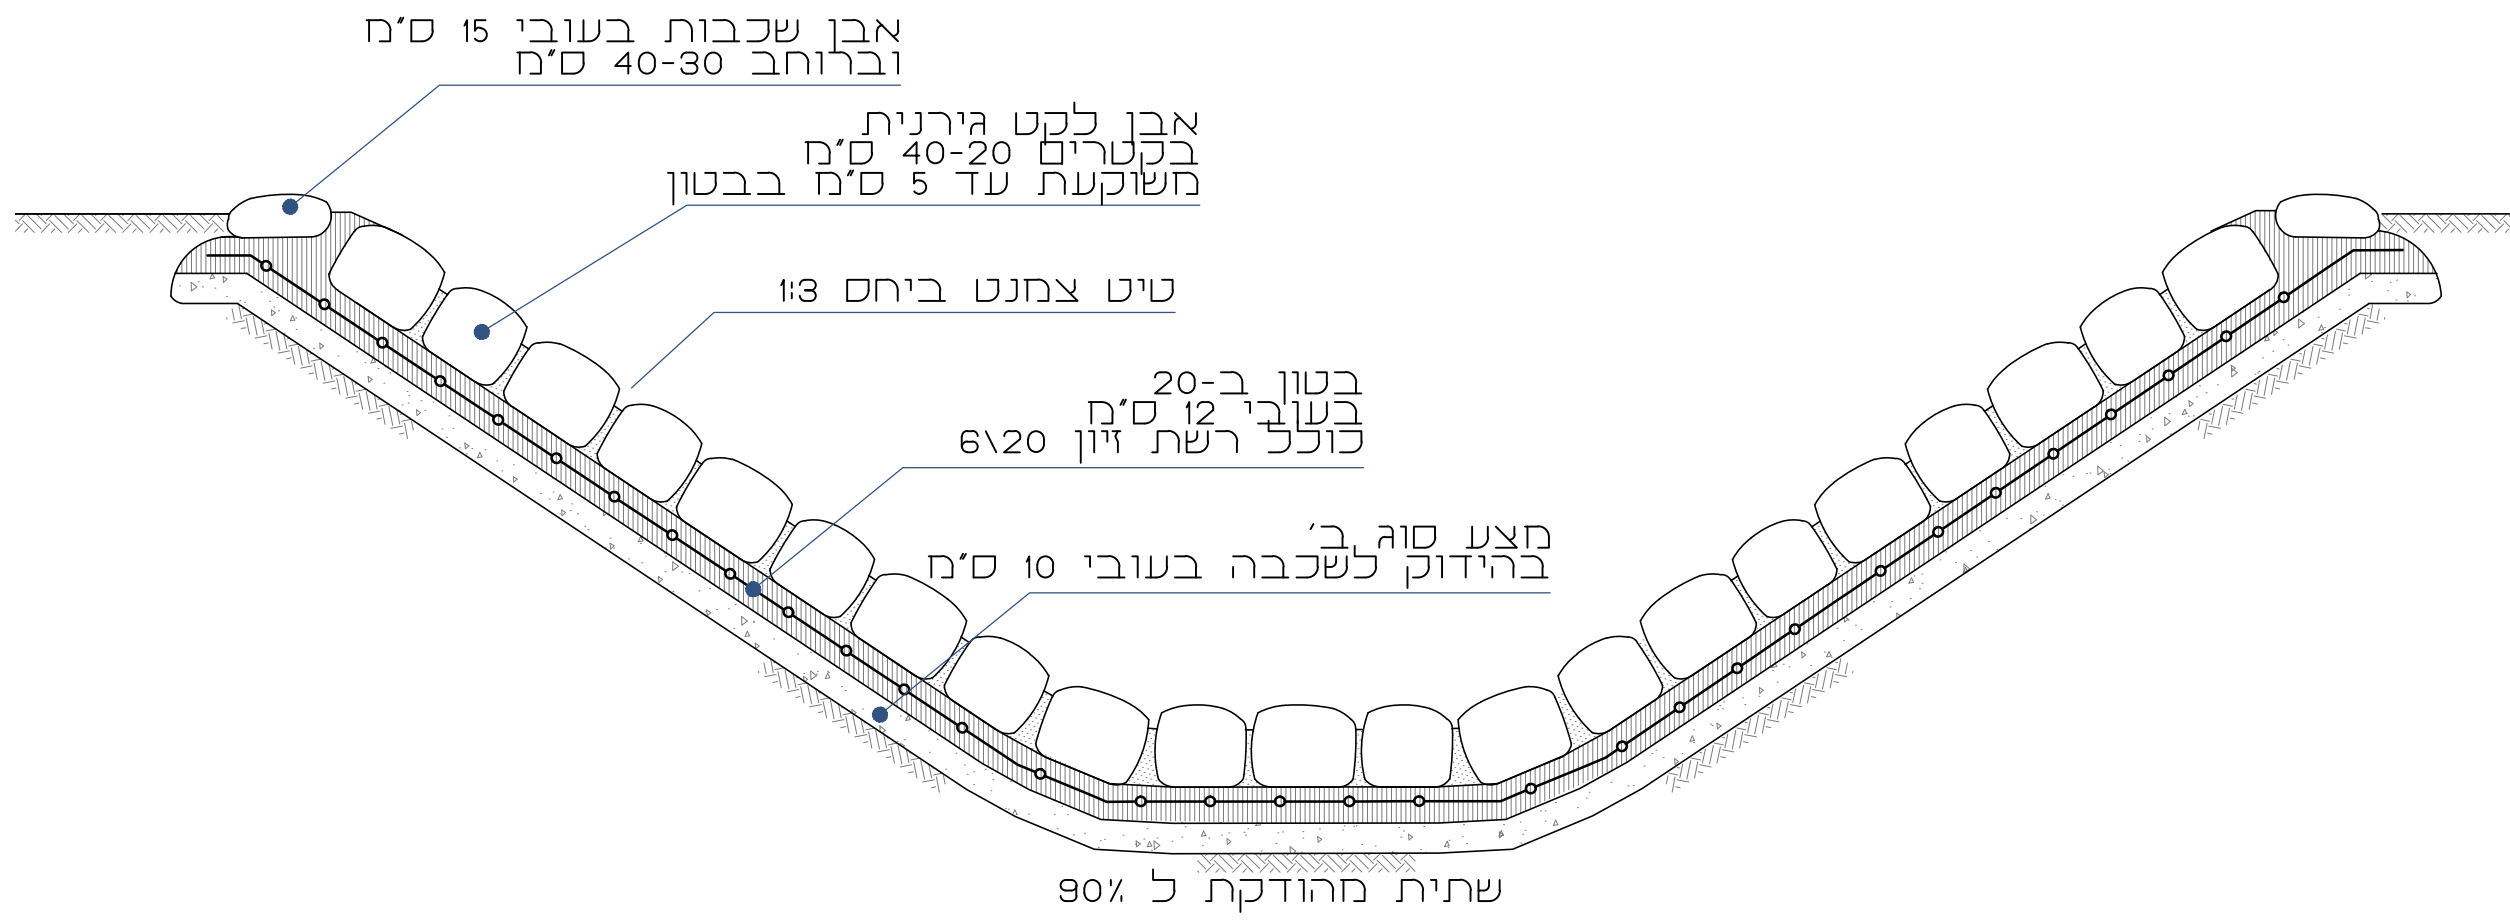 אבן שכבות בעובי 15 ס"מ
וברוחב 40-30 ס"מ
אבן לקט גירנית
בקטרים 40-20 ס"מ
משוקעת עד 5 ס"מ בבטון
טיט צמנט ביחס 1:3
בטון ב-20
בעובי 12 ס"מ
כולל רשת זיון 6\20
מצע סוג ב'
בהידוק לשכבה בעובי 10 ס"מ
שתית מהודקת ל 90%